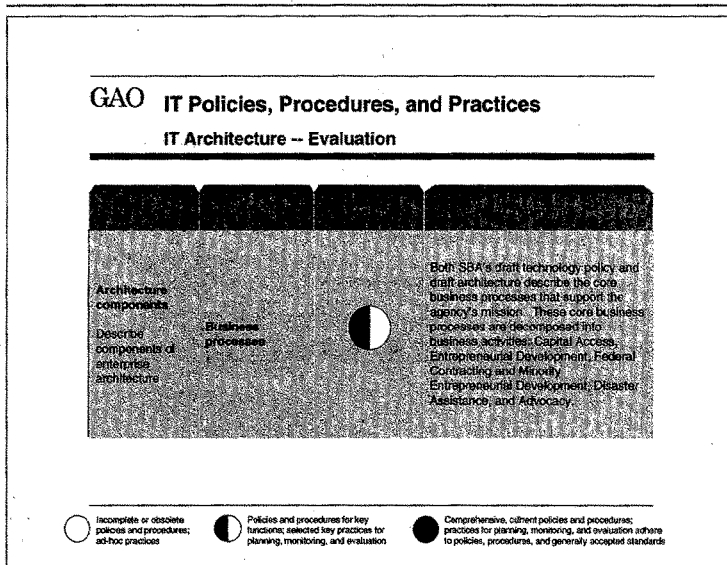 GAO IT Policies, Procedures, and Practices
IT Architecture -- Evaluation
Architecture
components
Describe
components of
enterprise
architecture
Business
processes
Both SBA's draft technology policy and
draft architecture describe the core
business processes that support the
agency's mission. These core business
processes are decomposed into
business activities: Capital Access,
Entrepreneurial Development, Federal
Contracting and Minority
Entrepreneurial Development, Disaster
Assistance, and Advocacy.
Incomplete or obsolete
policies and procedures;
ad-hoc practices
Policies and procedures for key
functions; selected key practices for
planning, monitoring, and evaluation
Comprehensive, current policies and procedures;
practices for planning, monitoring, and evaluation adhere
to policies, procedures, and generally accepted standards